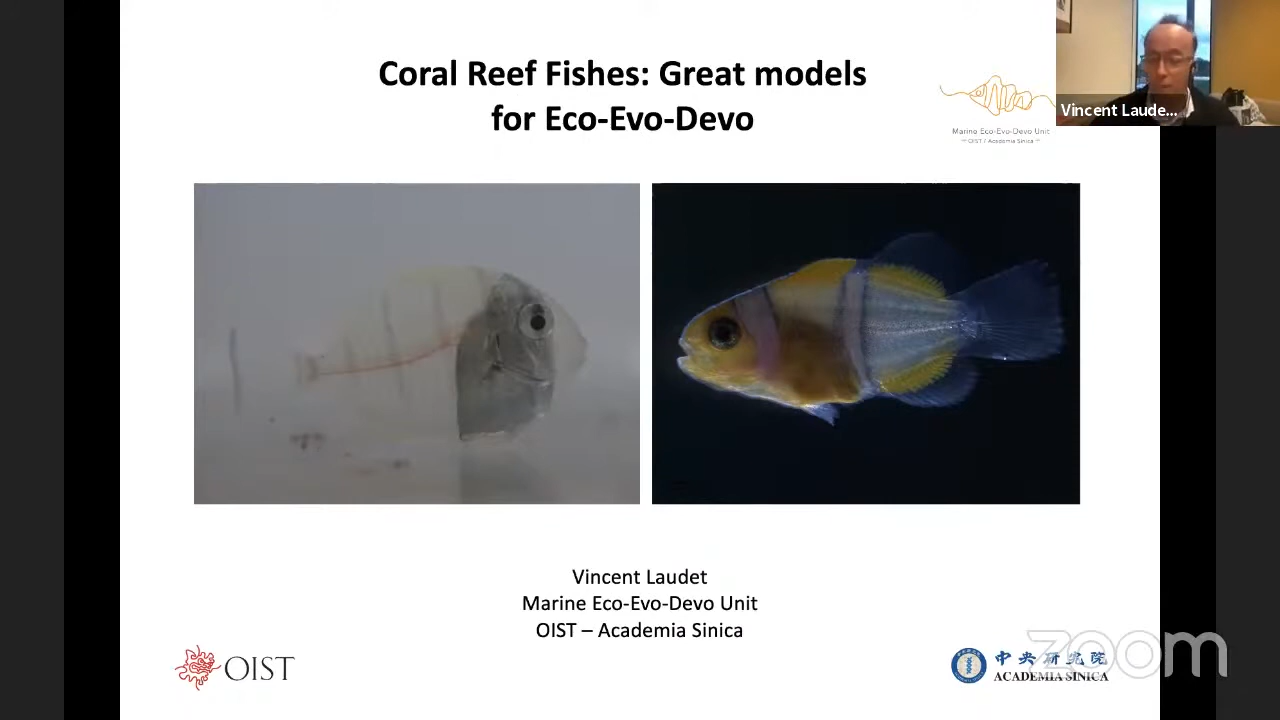 Coral Reef Fishes: Great models
for Eco-Evo-Devo
Marine Eco-Evo-Devo Unit
OIST / Academia Sinica
Vincent Laude...
Vincent Laudet
Marine Eco-Evo-Devo Unit
OIST – Academia Sinica
OIST
中央研究院
ACADEMIA SINICA
zoom